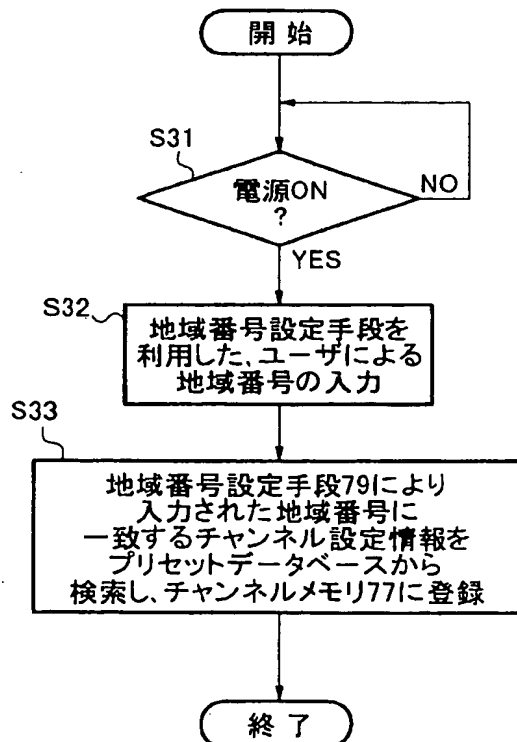 開始
S31
電源ON
?
NO
YES
S32
地域番号設定手段を
利用した、ユーザによる
地域番号の入力
S33
地域番号設定手段79により
入力された地域番号に
一致するチャンネル設定情報を
プリセットデータベースから
検索し、チャンネルメモリ77に登録
終了